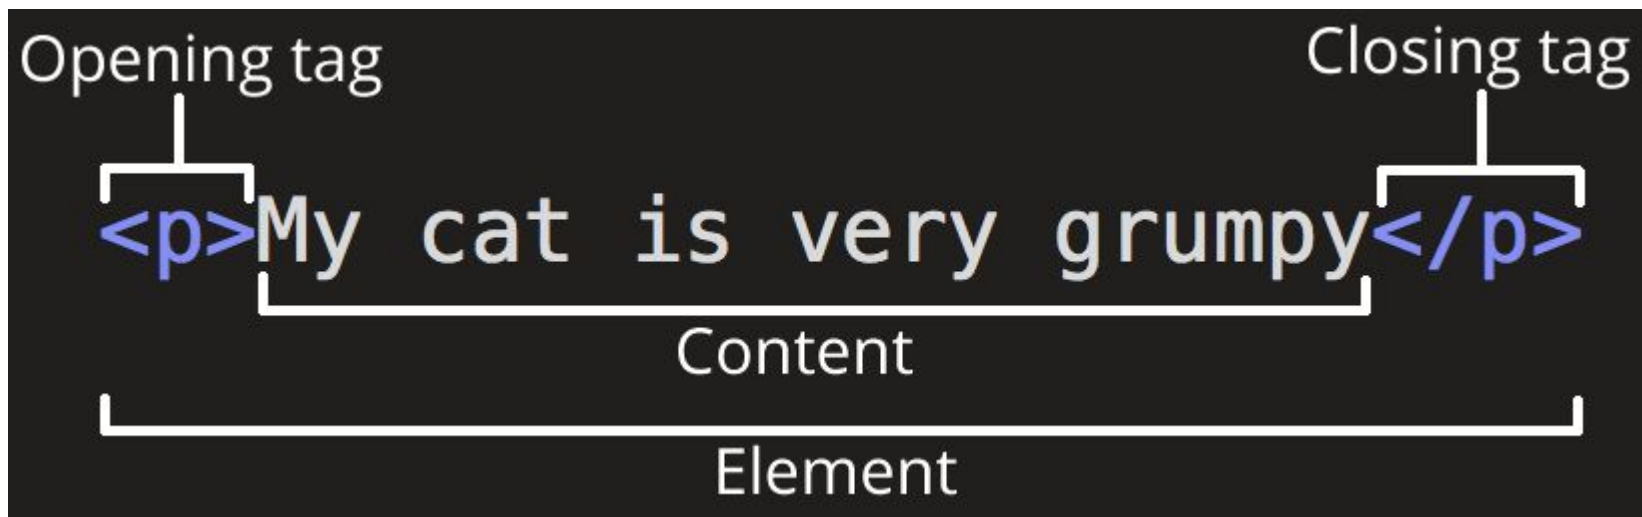 Opening tag
Closing tag
<p>My cat is very grumpy</p>
Content
Element